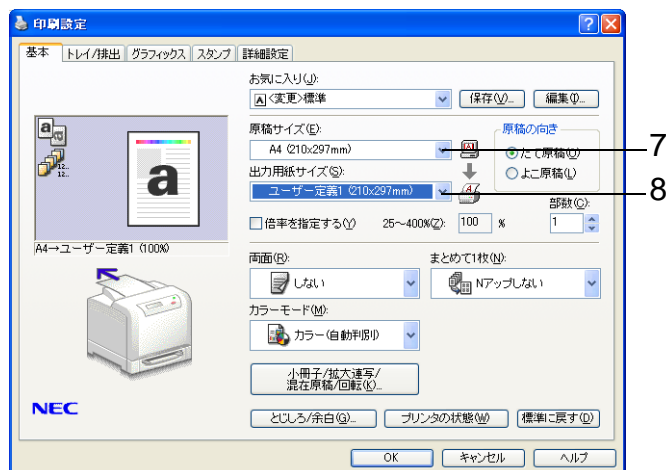 印刷設定
基本 トレイ/排出 グラフィックス スタンプ 詳細設定
お気に入り(J):
<変更>標準 保存(V)... 編集(I)...
原稿サイズ(E): 原稿の向き
A4 (210x297mm) たて原稿(O) 7
出力用紙サイズ(S): よこ原稿(L)
ユーザー定義1 (210x297mm) 8
部数(C):
倍率を指定する(Y) 25～400%(Z): 100 % 1
A4→ユーザー定義1 (100%)
両面(R): まとめて1枚(N):
しない Nアップしない
カラーモード(M):
カラー(自動判別)
小冊子/拡大連写/
混在原稿/回転(K)...
NEC
とじしろ/余白(G)... プリンタの状態(W) 標準に戻す(D)
OK キャンセル ヘルプ